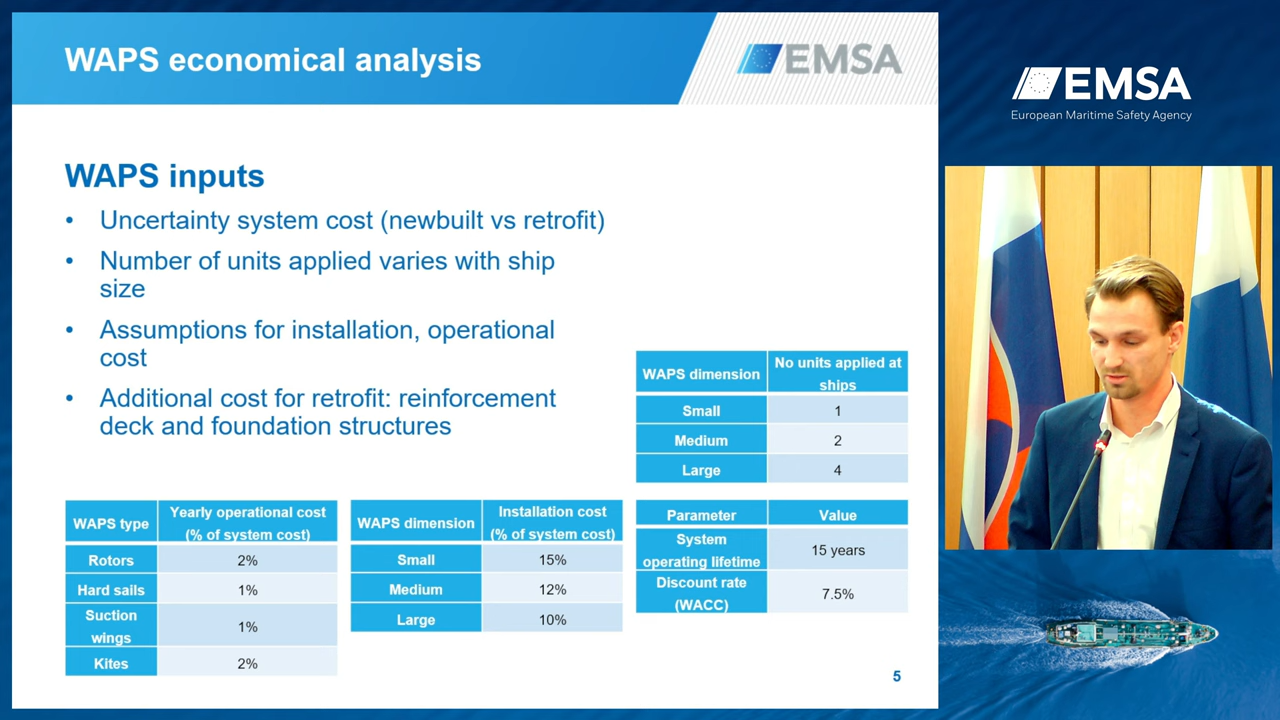 WAPS economical analysis
EMSA
EMSA
European Maritime Safety Agency
WAPS inputs
• Uncertainty system cost (newbuilt vs retrofit)
• Number of units applied varies with ship
size
• Assumptions for installation, operational
cost
• Additional cost for retrofit: reinforcement
deck and foundation structures
WAPS dimension No units applied at
ships
Small 1
Medium 2
Large 4
WAPS type Yearly operational cost
(% of system cost)
Rotors 2%
Hard sails 1%
Suction
wings 1%
Kites 2%
WAPS dimension Installation cost
(% of system cost)
Small 15%
Medium 12%
Large 10%
Parameter Value
System
operating lifetime 15 years
Discount rate
(WACC) 7.5%
5